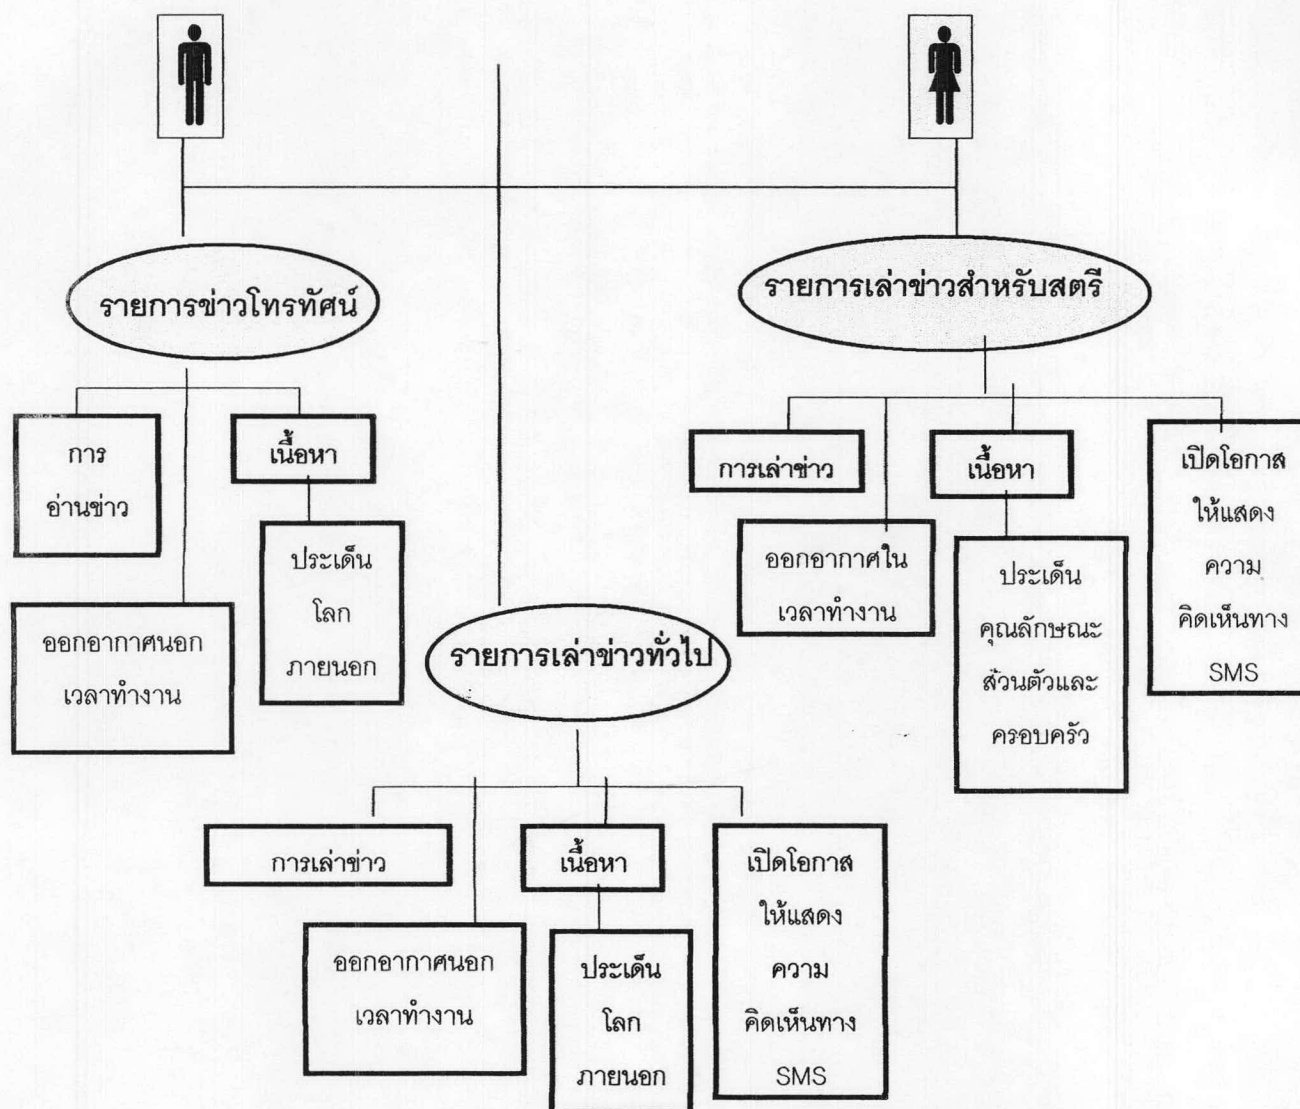 รายการข่าวโทรทัศน์
รายการเล่าข่าวสำหรับสตรี
การ
อ่านข่าว
เนื้อหา
ประเด็น
โลก
ภายนอก
ออกอากาศนอก
เวลาทำงาน
การเล่าข่าว
ออกอากาศใน
เวลาทำงาน
เนื้อหา
ประเด็น
คุณลักษณะ
ส่วนตัวและ
ครอบครัว
เปิดโอกาส
ให้แสดง
ความ
คิดเห็นทาง
SMS
รายการเล่าข่าวทั่วไป
การเล่าข่าว
ออกอากาศนอก
เวลาทำงาน
เนื้อหา
ประเด็น
โลก
ภายนอก
เปิดโอกาส
ให้แสดง
ความ
คิดเห็นทาง
SMS